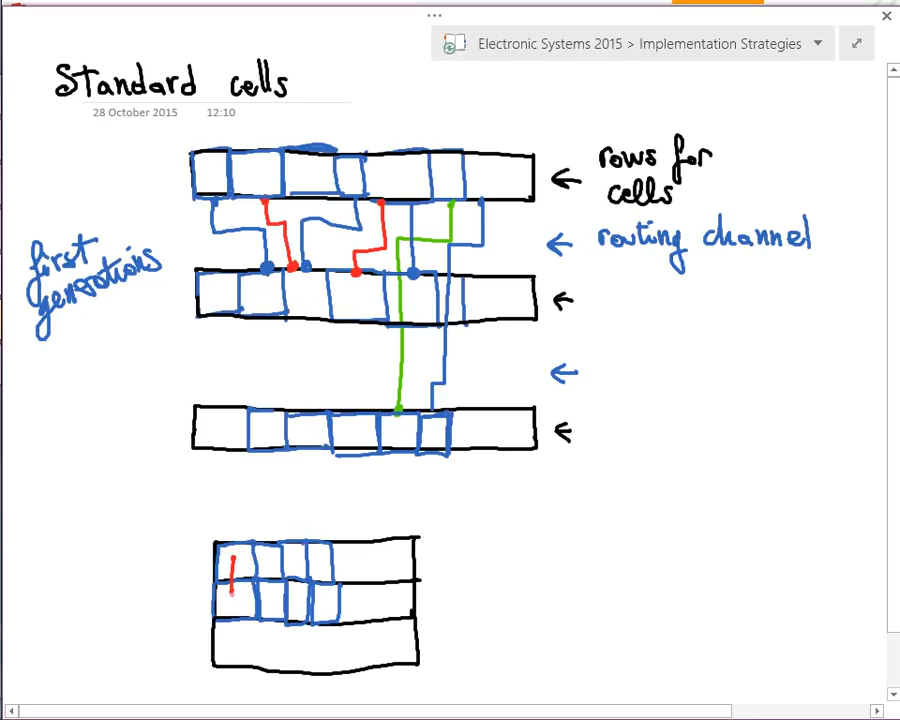 Electronic Systems 2015 > Implementation Strategies
Standard cells
28 October 2015 12:10
rows for
cells
routing channel
first
generations